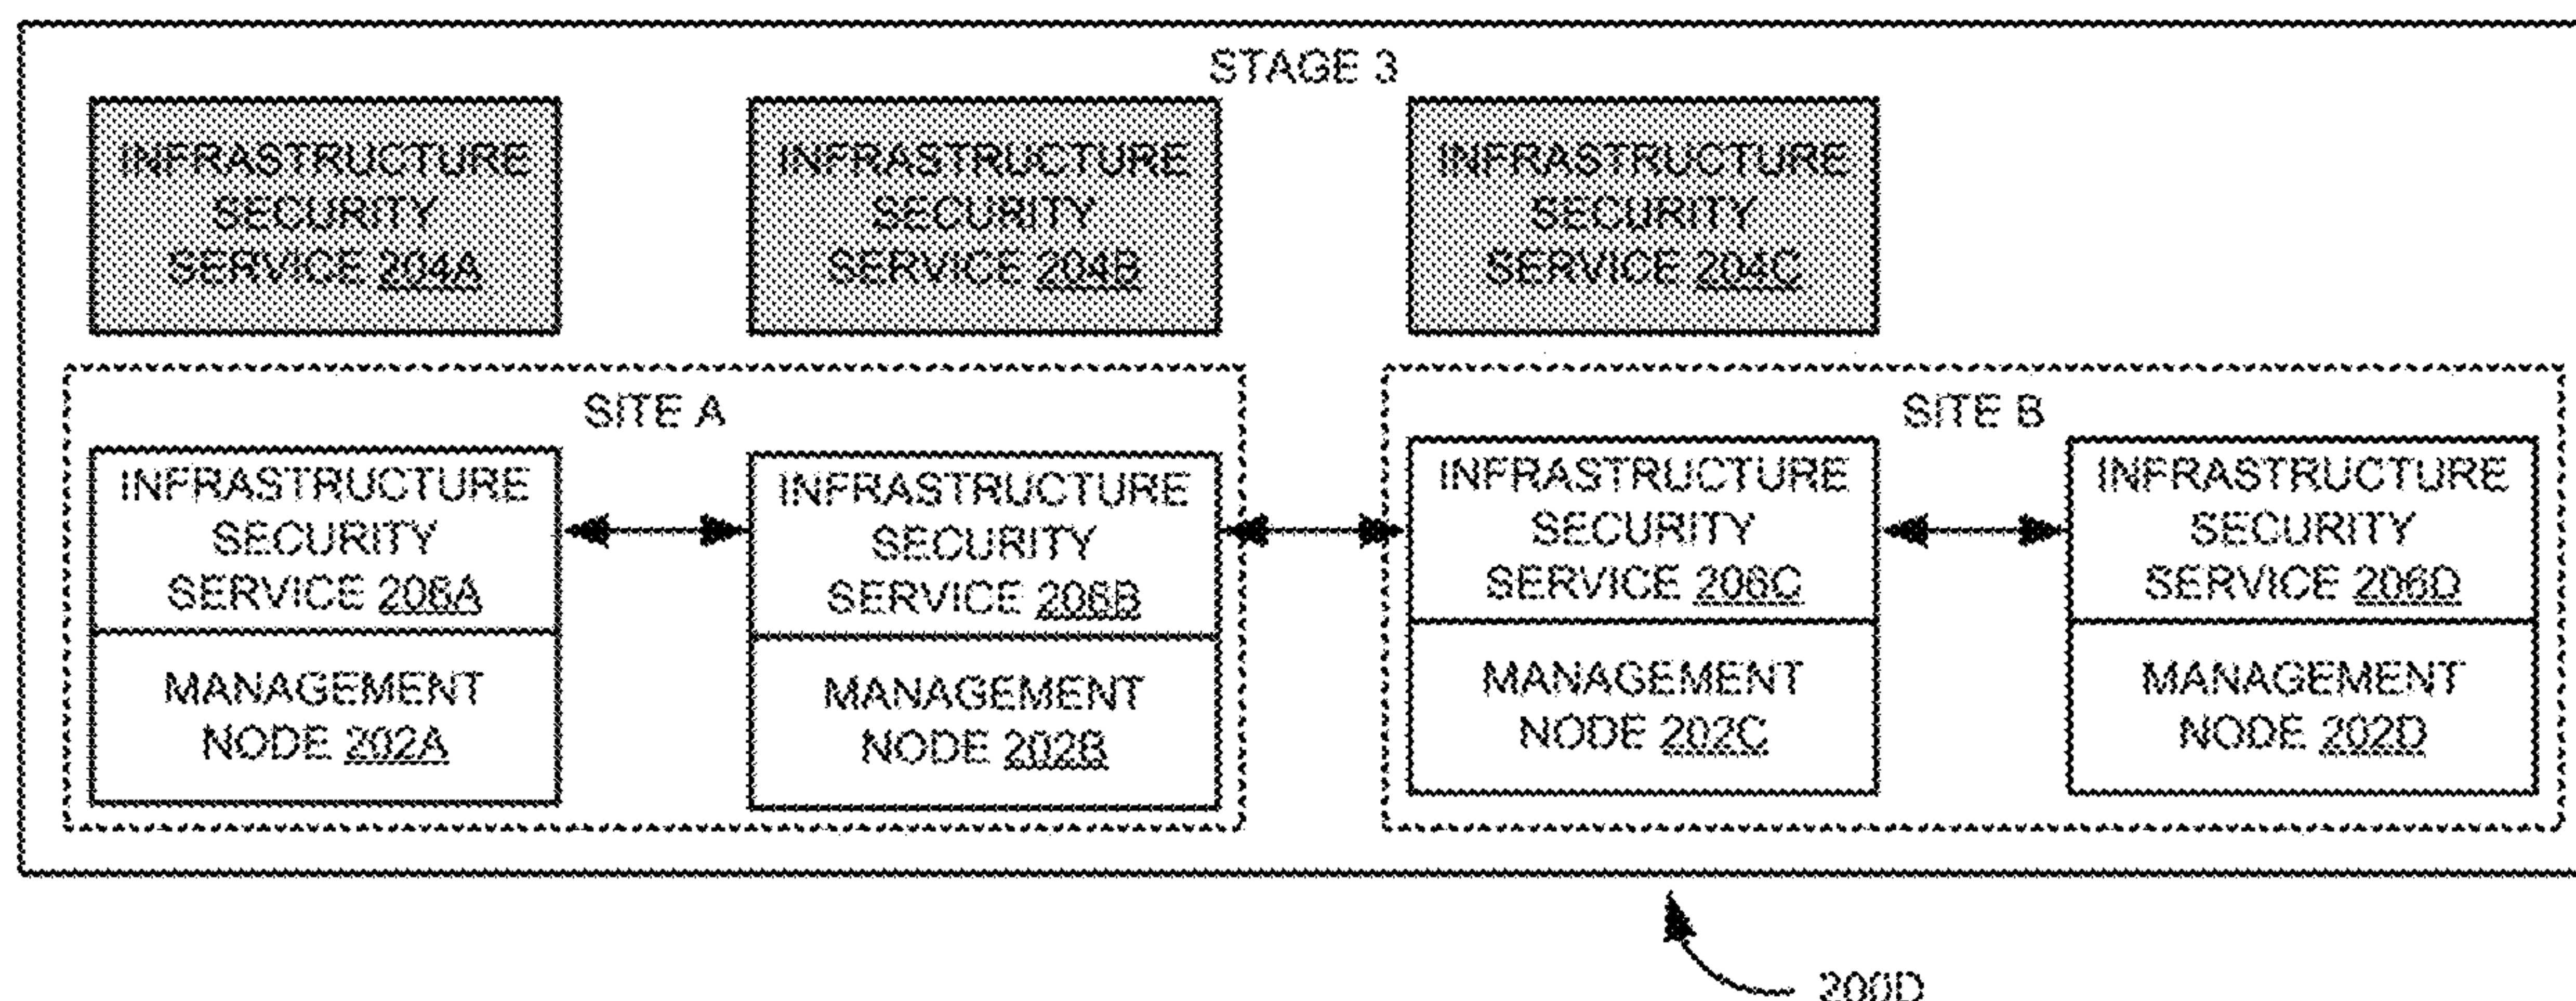 STAGE 3
INFRASTRUCTURE
SECURITY
SERVICE 204A
INFRASTRUCTURE
SECURITY
SERVICE 204B
INFRASTRUCTURE
SECURITY
SERVICE 204C
SITE A
INFRASTRUCTURE
SECURITY
SERVICE 206A
MANAGEMENT
NODE 202A
INFRASTRUCTURE
SECURITY
SERVICE 206B
MANAGEMENT
NODE 202B
SITE B
INFRASTRUCTURE
SECURITY
SERVICE 206C
MANAGEMENT
NODE 202C
INFRASTRUCTURE
SECURITY
SERVICE 206D
MANAGEMENT
NODE 202D
200D